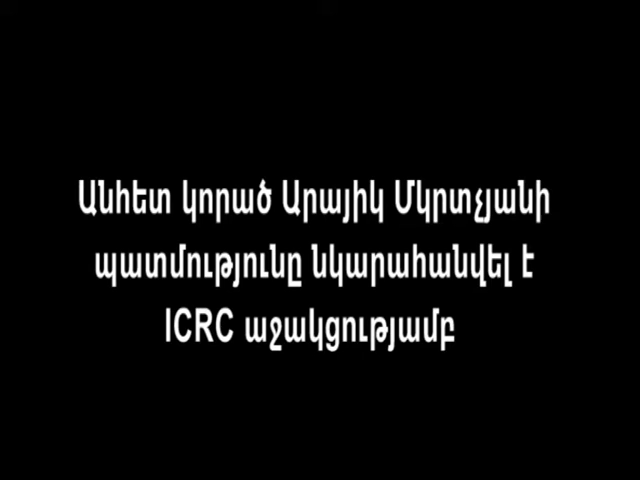 Անհետ կորած Արայիկ Մկրտչյանի
պատմությունը նկարահանվել է
ICRC աջակցությամբ